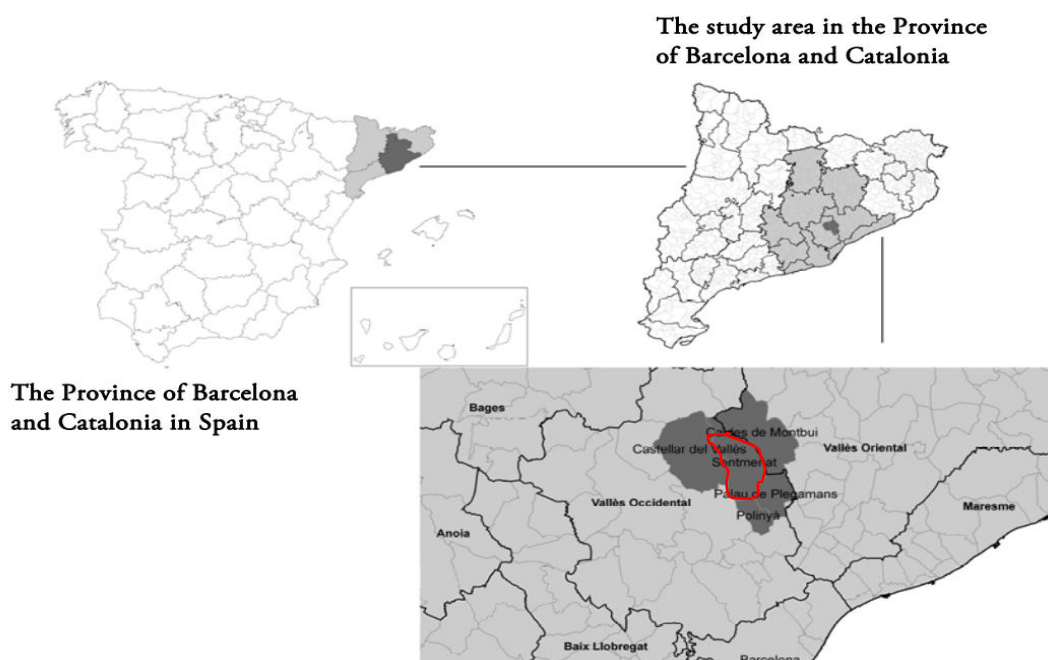 The study area in the Province
of Barcelona and Catalonia
The Province of Barcelona
and Catalonia in Spain
Bages
Caldes de Montbui
Castellar del Vallès
Vallès Oriental
Sentmenat
Palau de Plegamans
Vallès Occidental
Maresme
Polinyà
Anoia
Baix Llobregat
Barcelona